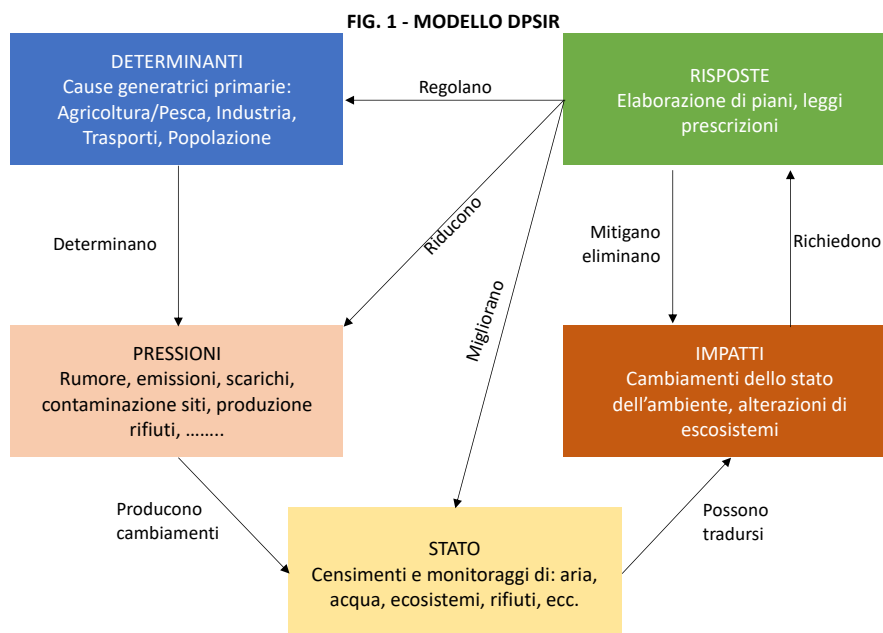 FIG. 1 - MODELLO DPSIR
DETERMINANTI
Cause generatrici primarie:
Agricoltura/Pesca, Industria,
Trasporti, Popolazione
Regolano
RISPOSTE
Elaborazione di piani, leggi
prescrizioni
Determinano
Riducono
Migliorano
Mitigano
eliminano
Richiedono
PRESSIONI
Rumore, emissioni, scarichi,
contaminazione siti, produzione
rifiuti, ……..
IMPATTI
Cambiamenti dello stato
dell’ambiente, alterazioni di
escosistemi
Producono
cambiamenti
STATO
Censimenti e monitoraggi di: aria,
acqua, ecosistemi, rifiuti, ecc.
Possono
tradursi